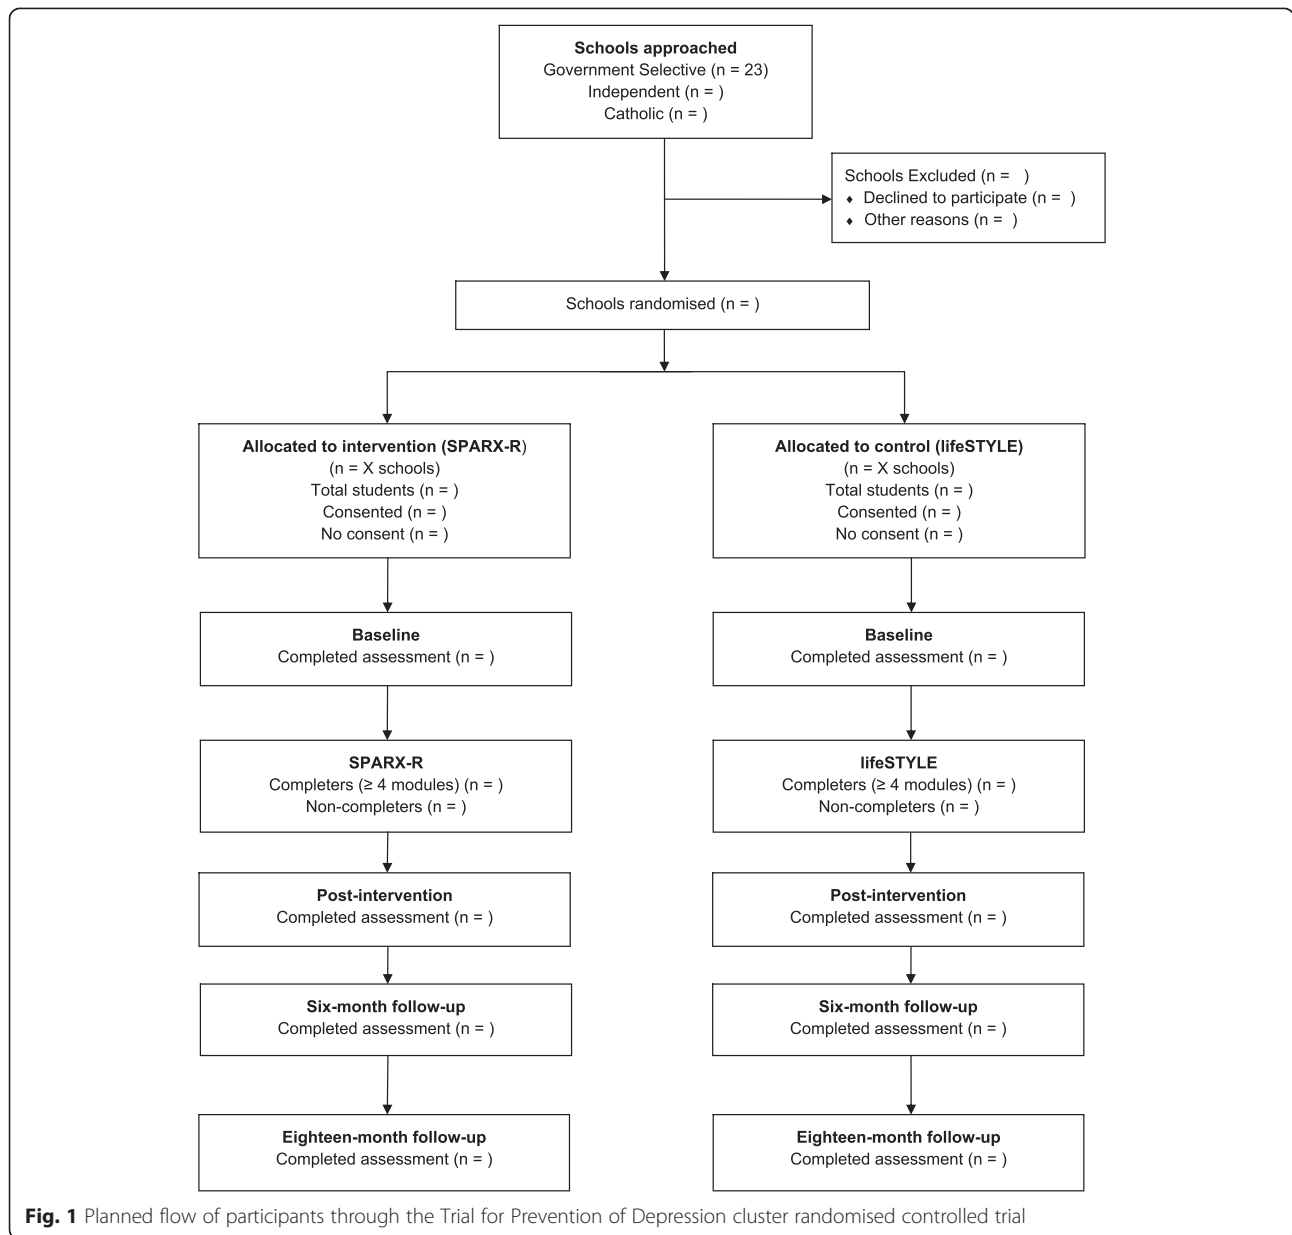 Schools approached
Government Selective (n = 23)
Independent (n = )
Catholic (n = )
Schools Excluded (n = )
♦ Declined to participate (n = )
♦ Other reasons (n = )
Schools randomised (n = )
Allocated to intervention (SPARX-R)
(n = X schools)
Total students (n = )
Consented (n = )
No consent (n = )
Allocated to control (lifeSTYLE)
(n = X schools)
Total students (n = )
Consented (n = )
No consent (n = )
Baseline
Completed assessment (n = )
Baseline
Completed assessment (n = )
SPARX-R
Completers (≥ 4 modules) (n = )
Non-completers (n = )
lifeSTYLE
Completers (≥ 4 modules) (n = )
Non-completers (n = )
Post-intervention
Completed assessment (n = )
Post-intervention
Completed assessment (n = )
Six-month follow-up
Completed assessment (n = )
Six-month follow-up
Completed assessment (n = )
Eighteen-month follow-up
Completed assessment (n = )
Eighteen-month follow-up
Completed assessment (n = )
Fig. 1 Planned flow of participants through the Trial for Prevention of Depression cluster randomised controlled trial